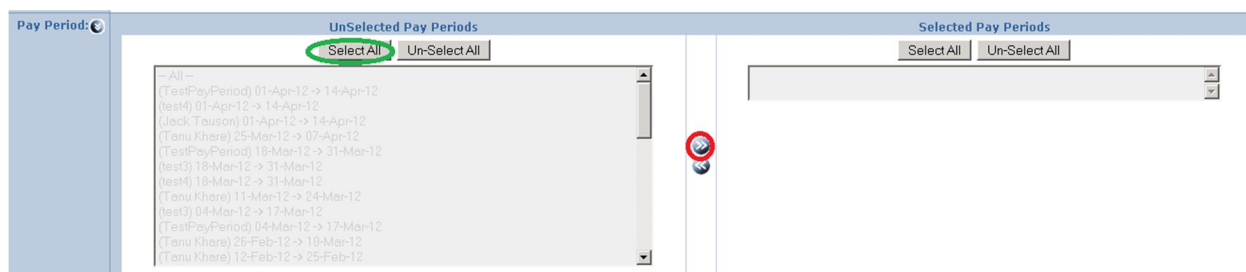 Pay Period:
UnSelected Pay Periods
Selected Pay Periods
Select All Un-Select All
Select All Un-Select All
-- All --
(TestPayPeriod) 01-Apr-12 -> 14-Apr-12
(test4) 01-Apr-12 -> 14-Apr-12
(Jack Tauson) 01-Apr-12 -> 14-Apr-12
(Tanu Khare) 25-Mar-12 -> 07-Apr-12
(TestPayPeriod) 18-Mar-12 -> 31-Mar-12
(test3) 18-Mar-12 -> 31-Mar-12
(test4) 18-Mar-12 -> 31-Mar-12
(Tanu Khare) 11-Mar-12 -> 24-Mar-12
(test3) 04-Mar-12 -> 17-Mar-12
(TestPayPeriod) 04-Mar-12 -> 17-Mar-12
(Tanu Khare) 26-Feb-12 -> 10-Mar-12
(Tanu Khare) 12-Feb-12 -> 25-Feb-12